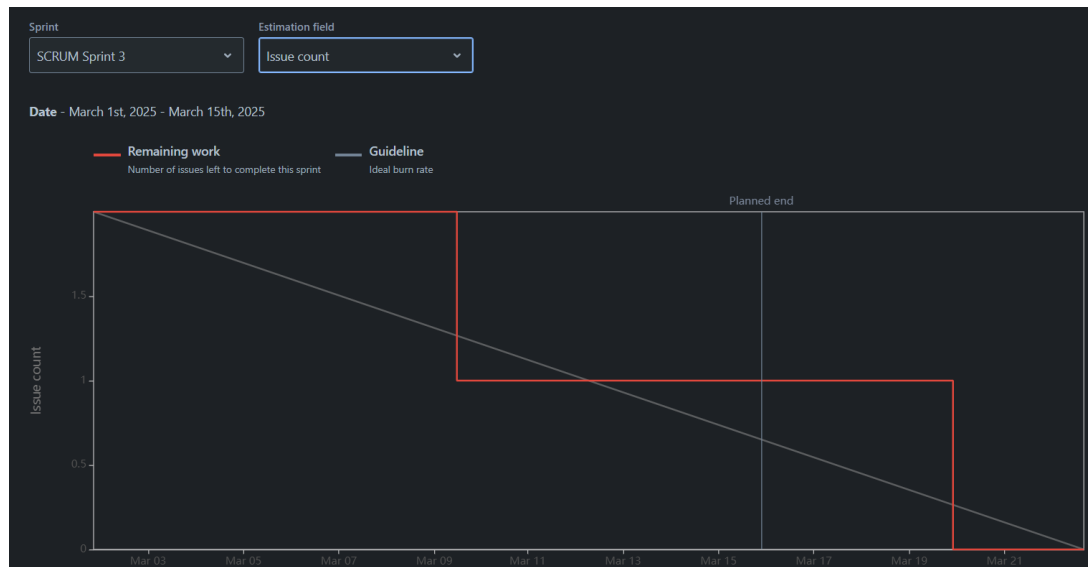 Sprint
Estimation field
SCRUM Sprint 3
Issue count
Date - March 1st, 2025 - March 15th, 2025
Remaining work
Number of issues left to complete this sprint
Guideline
Ideal burn rate
Planned end
Issue count
1.5
1
0.5
0
Mar 03
Mar 05
Mar 07
Mar 09
Mar 11
Mar 13
Mar 15
Mar 17
Mar 19
Mar 21